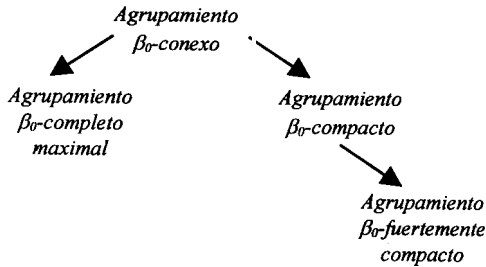 Agrupamiento
β₀-conexo
Agrupamiento
β₀-completo
maximal
Agrupamiento
β₀-compacto
Agrupamiento
β₀-fuertemente
compacto